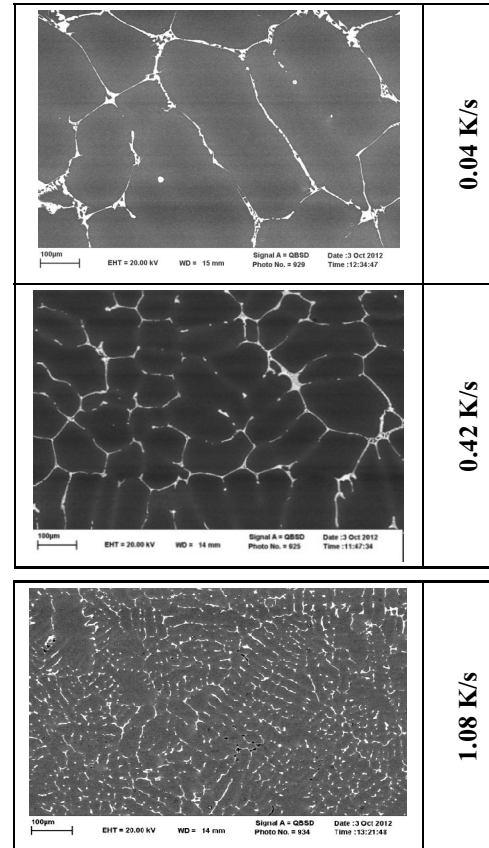 0.04 K/s
100µm
EHT = 20.00 kV
WD = 15 mm
Signal A = QBSD
Photo No. = 929
Date :3 Oct 2012
Time :12:34:47
0.42 K/s
100µm
EHT = 20.00 kV
WD = 14 mm
Signal A = QBSD
Photo No. = 925
Date :3 Oct 2012
Time :11:47:34
1.08 K/s
100µm
EHT = 20.00 kV
WD = 14 mm
Signal A = QBSD
Photo No. = 934
Date :3 Oct 2012
Time :13:21:48